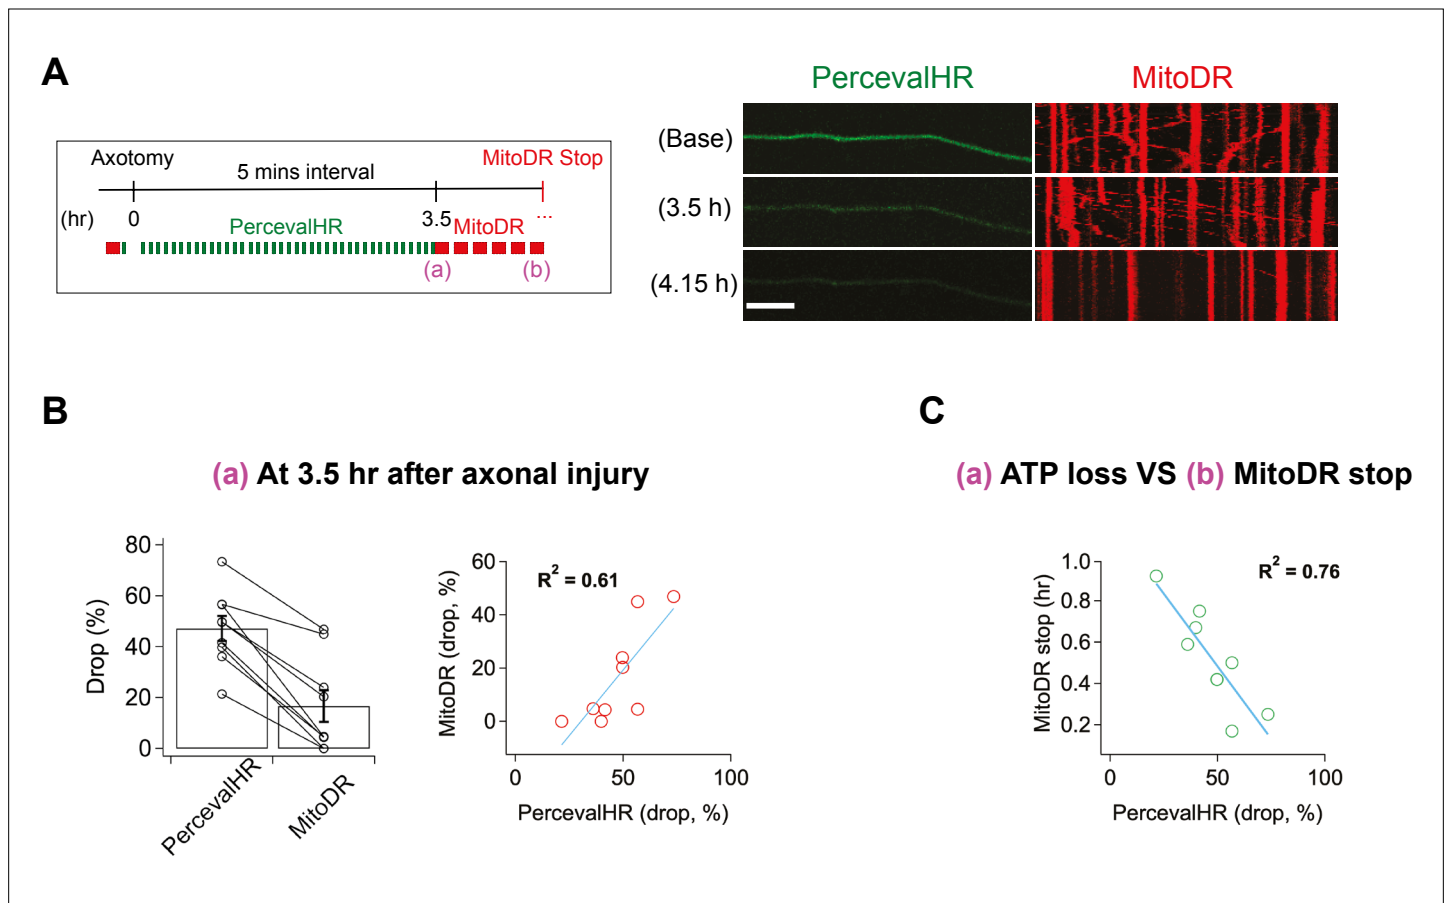 A
PercevalHR MitoDR
Axotomy MitoDR Stop
5 mins interval
(hr) 0 3.5 ...
PercevalHR MitoDR
(a) (b)
(Base)
(3.5 h)
(4.15 h)
B
(a) At 3.5 hr after axonal injury
Drop (%)
80
60
40
20
0
PercevalHR
MitoDR
MitoDR (drop, %)
R² = 0.61
60
40
20
0
0 50 100
PercevalHR (drop, %)
C
(a) ATP loss VS (b) MitoDR stop
MitoDR stop (hr)
R² = 0.76
1.0
0.8
0.6
0.4
0.2
0 50 100
PercevalHR (drop, %)